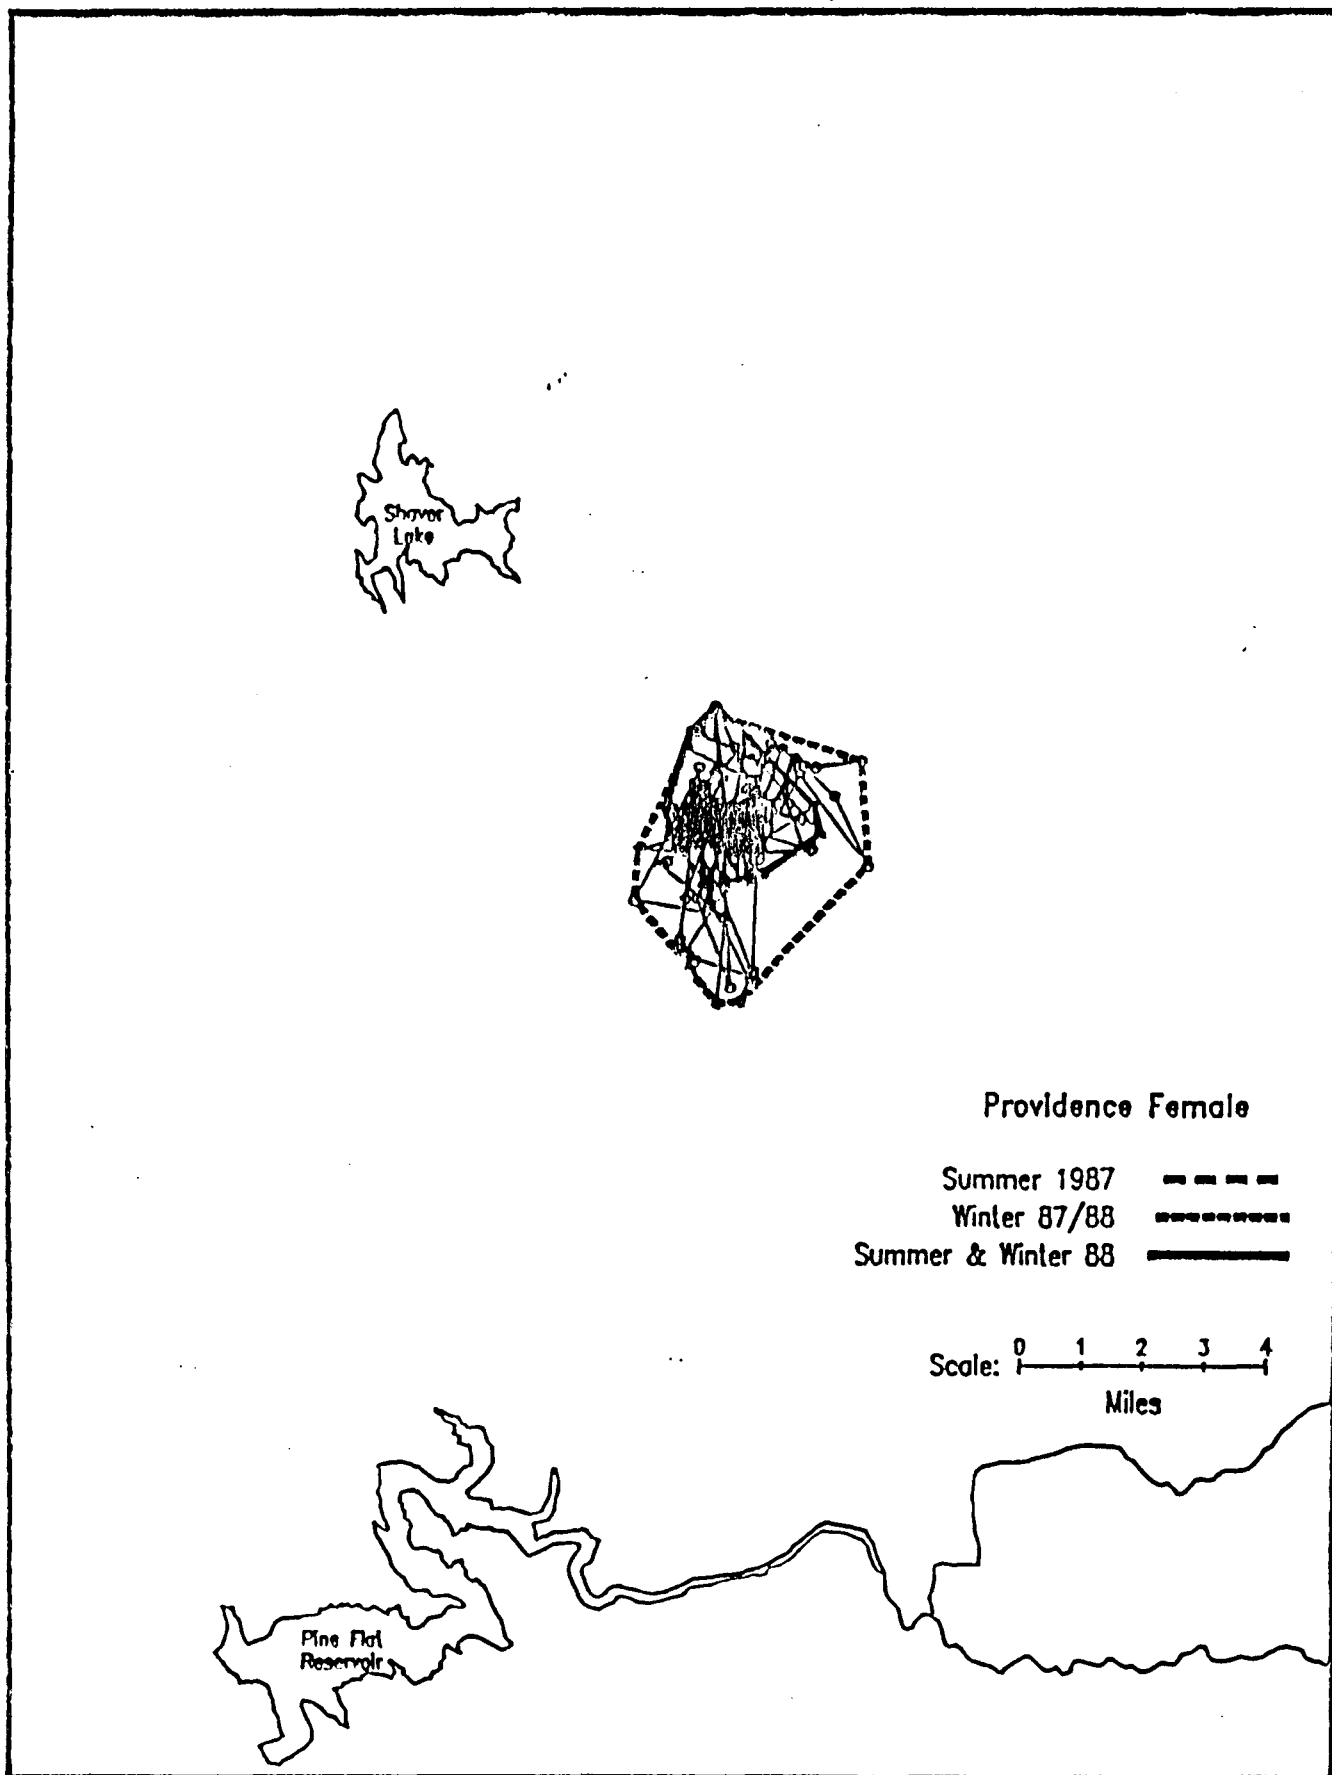 Shaver
Lake
Providence Female
Summer 1987
Winter 87/88
Summer & Winter 88
Scale: 0 1 2 3 4
Miles
Pine Flat
Reservoir